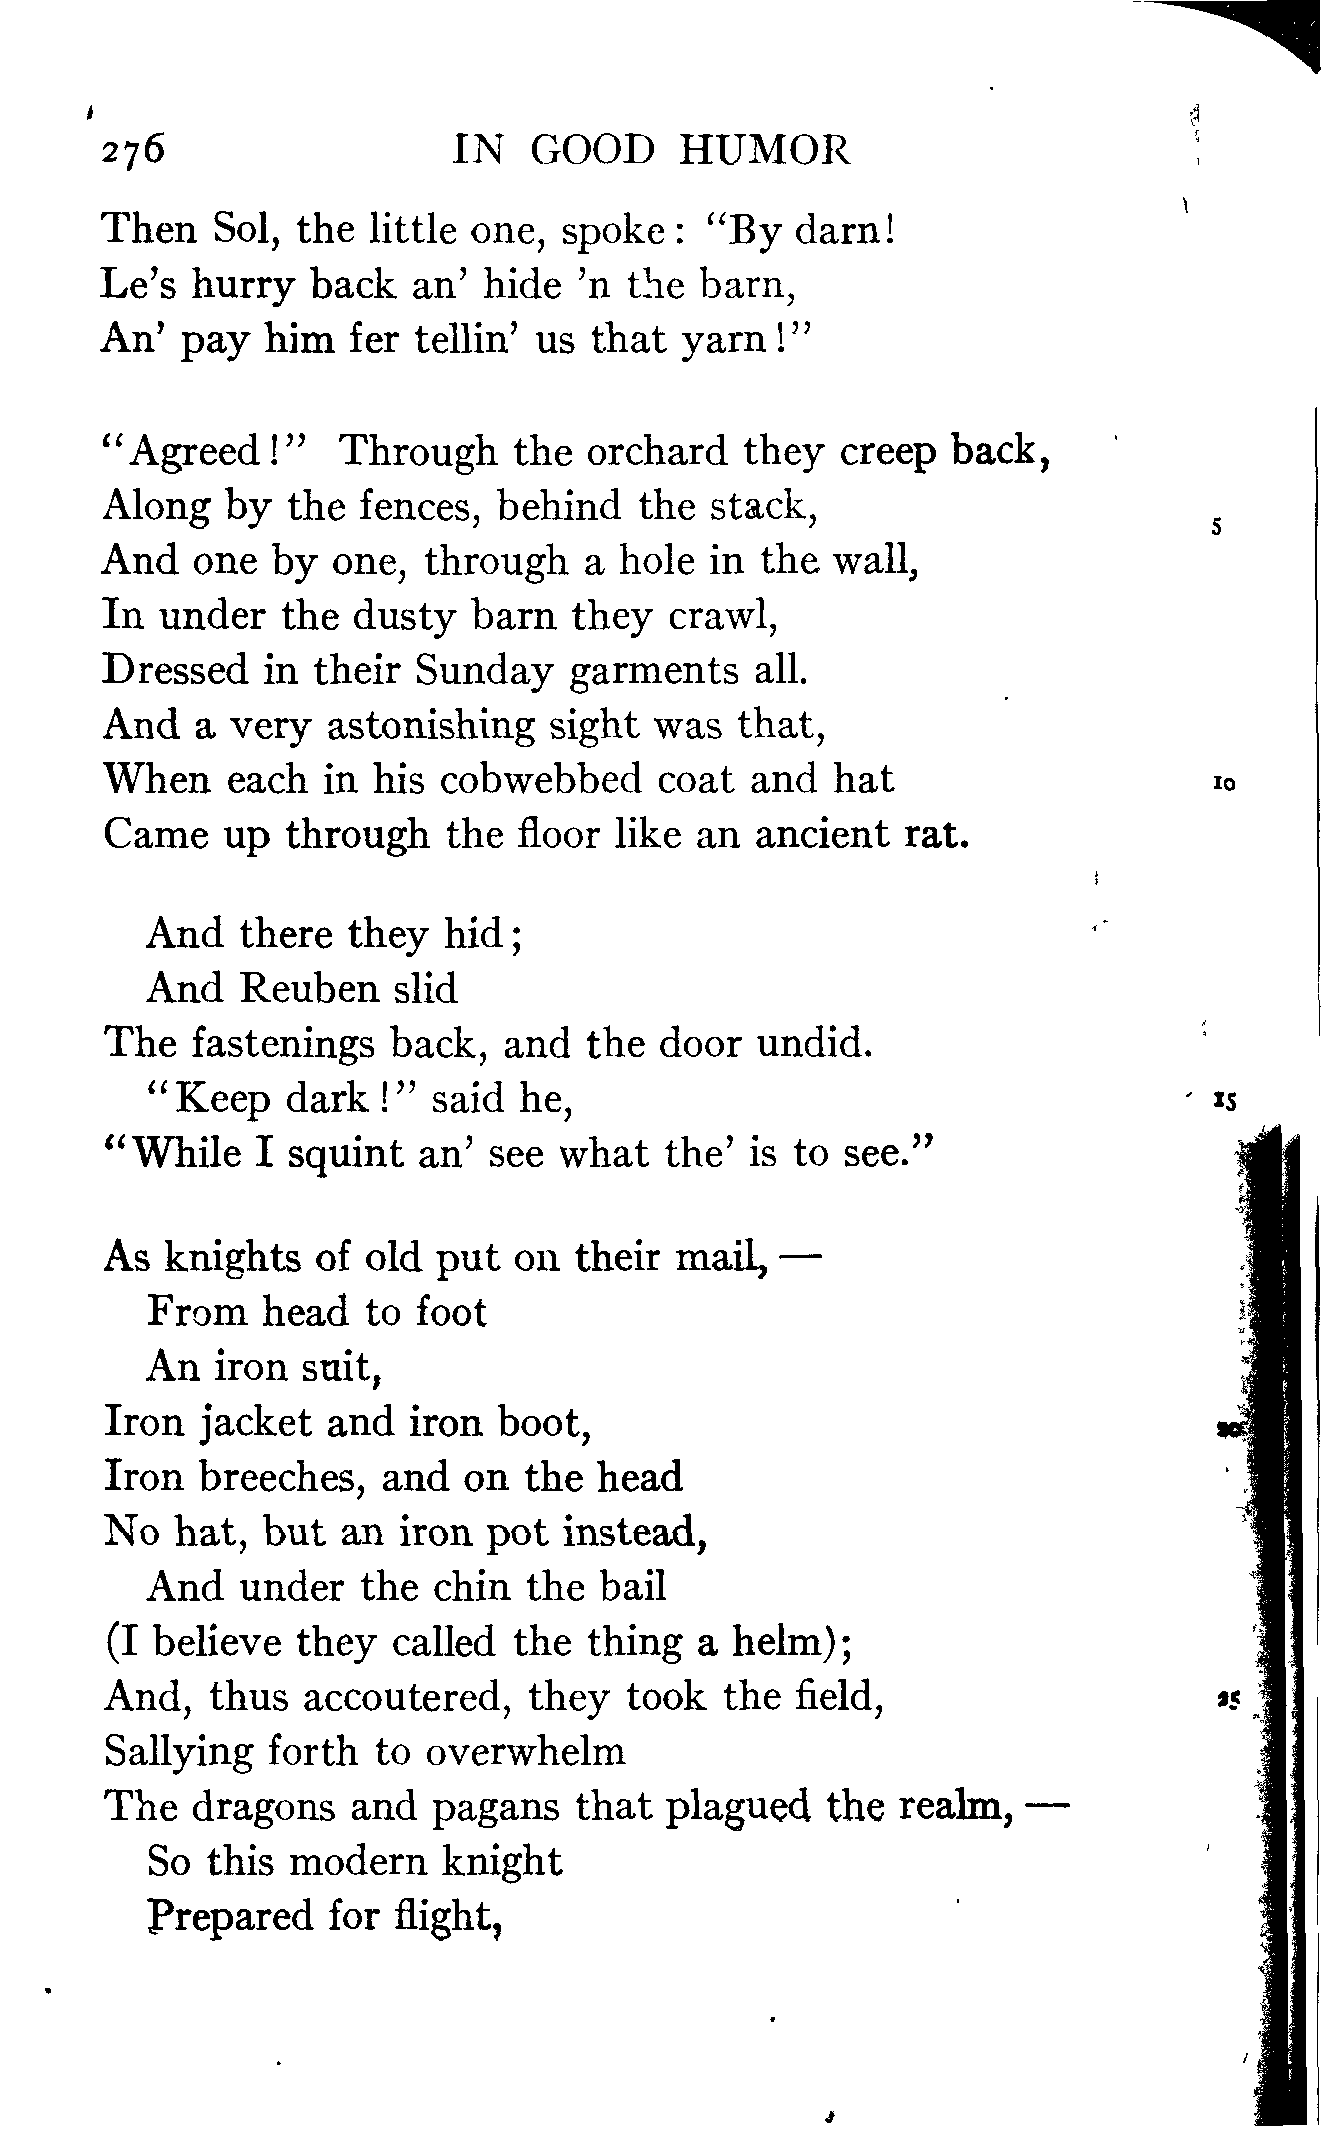 276 IN GOOD HUMOR
Then Sol, the little one, spoke: "By darn!
Le's hurry back an' hide 'n the barn,
An' pay him fer tellin' us that yarn!"
"Agreed!" Through the orchard they creep back,
Along by the fences, behind the stack, 5
And one by one, through a hole in the wall,
In under the dusty barn they crawl,
Dressed in their Sunday garments all.
And a very astonishing sight was that,
When each in his cobwebbed coat and hat 10
Came up through the floor like an ancient rat.
And there they hid;
And Reuben slid
The fastenings back, and the door undid.
"Keep dark!" said he, 15
"While I squint an' see what the' is to see."
As knights of old put on their mail,—
From head to foot
An iron suit,
Iron jacket and iron boot, 20
Iron breeches, and on the head
No hat, but an iron pot instead,
And under the chin the bail
(I believe they called the thing a helm);
And, thus accoutered, they took the field, 25
Sallying forth to overwhelm
The dragons and pagans that plagued the realm,—
So this modern knight
Prepared for flight,